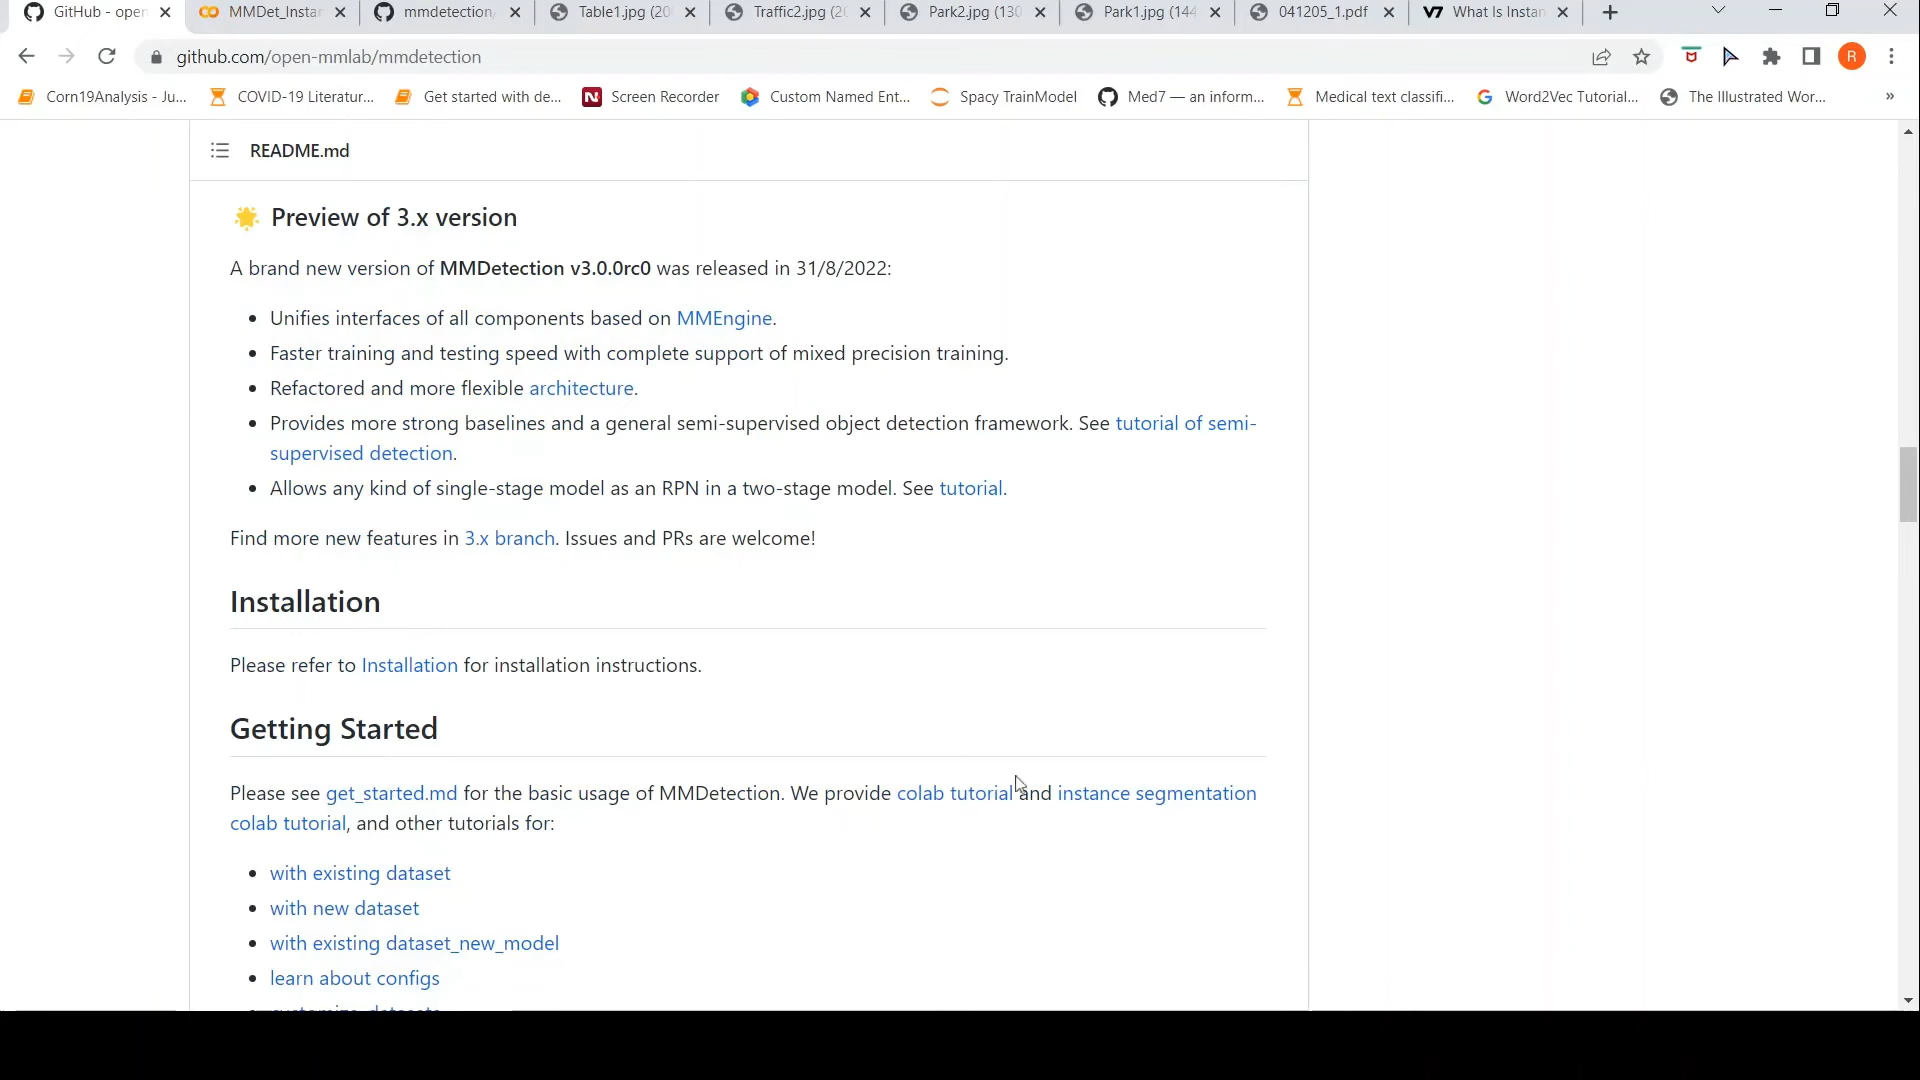 GitHub - open
MMDet_Instan
mmdetection
Table1.jpg (20
Traffic2.jpg (20
Park2.jpg (130
Park1.jpg (144
041205_1.pdf
What Is Instan
github.com/open-mmlab/mmdetection
R
Corn19Analysis - Ju...
COVID-19 Literatur...
Get started with de...
N Screen Recorder
Custom Named Ent...
Spacy TrainModel
Med7 — an inform...
Medical text classifi...
Word2Vec Tutorial...
The Illustrated Wor...
»
README.md
Preview of 3.x version
A brand new version of MMDetection v3.0.0rc0 was released in 31/8/2022:
• Unifies interfaces of all components based on MMEngine.
• Faster training and testing speed with complete support of mixed precision training.
• Refactored and more flexible architecture.
• Provides more strong baselines and a general semi-supervised object detection framework. See tutorial of semi-
supervised detection.
• Allows any kind of single-stage model as an RPN in a two-stage model. See tutorial.
Find more new features in 3.x branch. Issues and PRs are welcome!
Installation
Please refer to Installation for installation instructions.
Getting Started
Please see get_started.md for the basic usage of MMDetection. We provide colab tutorial and instance segmentation
colab tutorial, and other tutorials for:
• with existing dataset
• with new dataset
• with existing dataset_new_model
• learn about configs